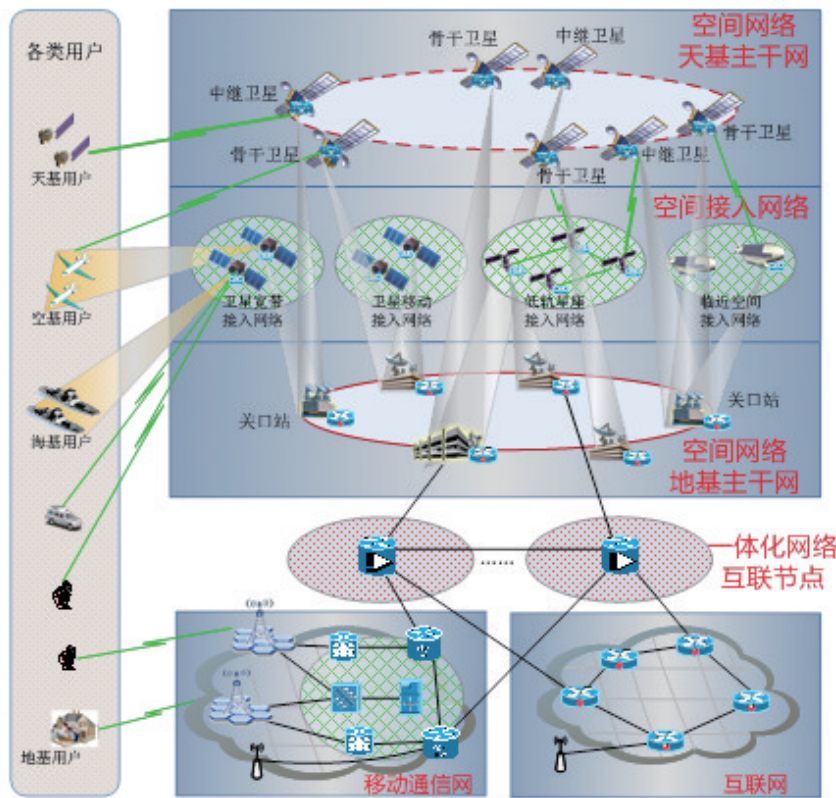 各类用户
骨干卫星
中继卫星
空间网络
天基主干网
中继卫星
骨干卫星
骨干卫星
中继卫星
骨干卫星
天基用户
空间接入网络
卫星宽带
接入网络
卫星移动
接入网络
低轨星座
接入网络
临近空间
接入网络
空基用户
关口站
关口站
海基用户
空间网络
地基主干网
一体化网络
互联节点
......
地基用户
移动通信网
互联网